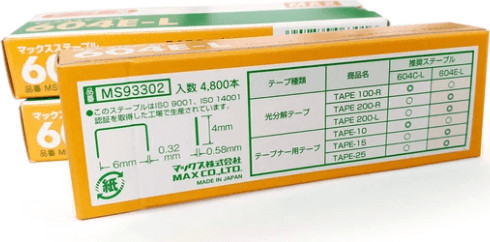 604E-L
マックスステープル
品番 MS
604E-L
品番 MS93302 入数 4,800本
●このステープルはISO 9001、ISO 14001
認証を取得した工場で生産されています。
4mm
6mm 0.32mm 0.58mm
紙
マックス株式会社
MAX CO.,LTD.
MADE IN JAPAN
テープ種類 商品名 推奨ステープル
604C-L 604E-L
光分解テープ TAPE 100-R ◎ ○
TAPE 200-R ○ ◎
TAPE 200-L ○ ◎
テープナー用テープ TAPE-10 ◎ ○
TAPE-15 ○ ◎
TAPE-25 ○ ◎